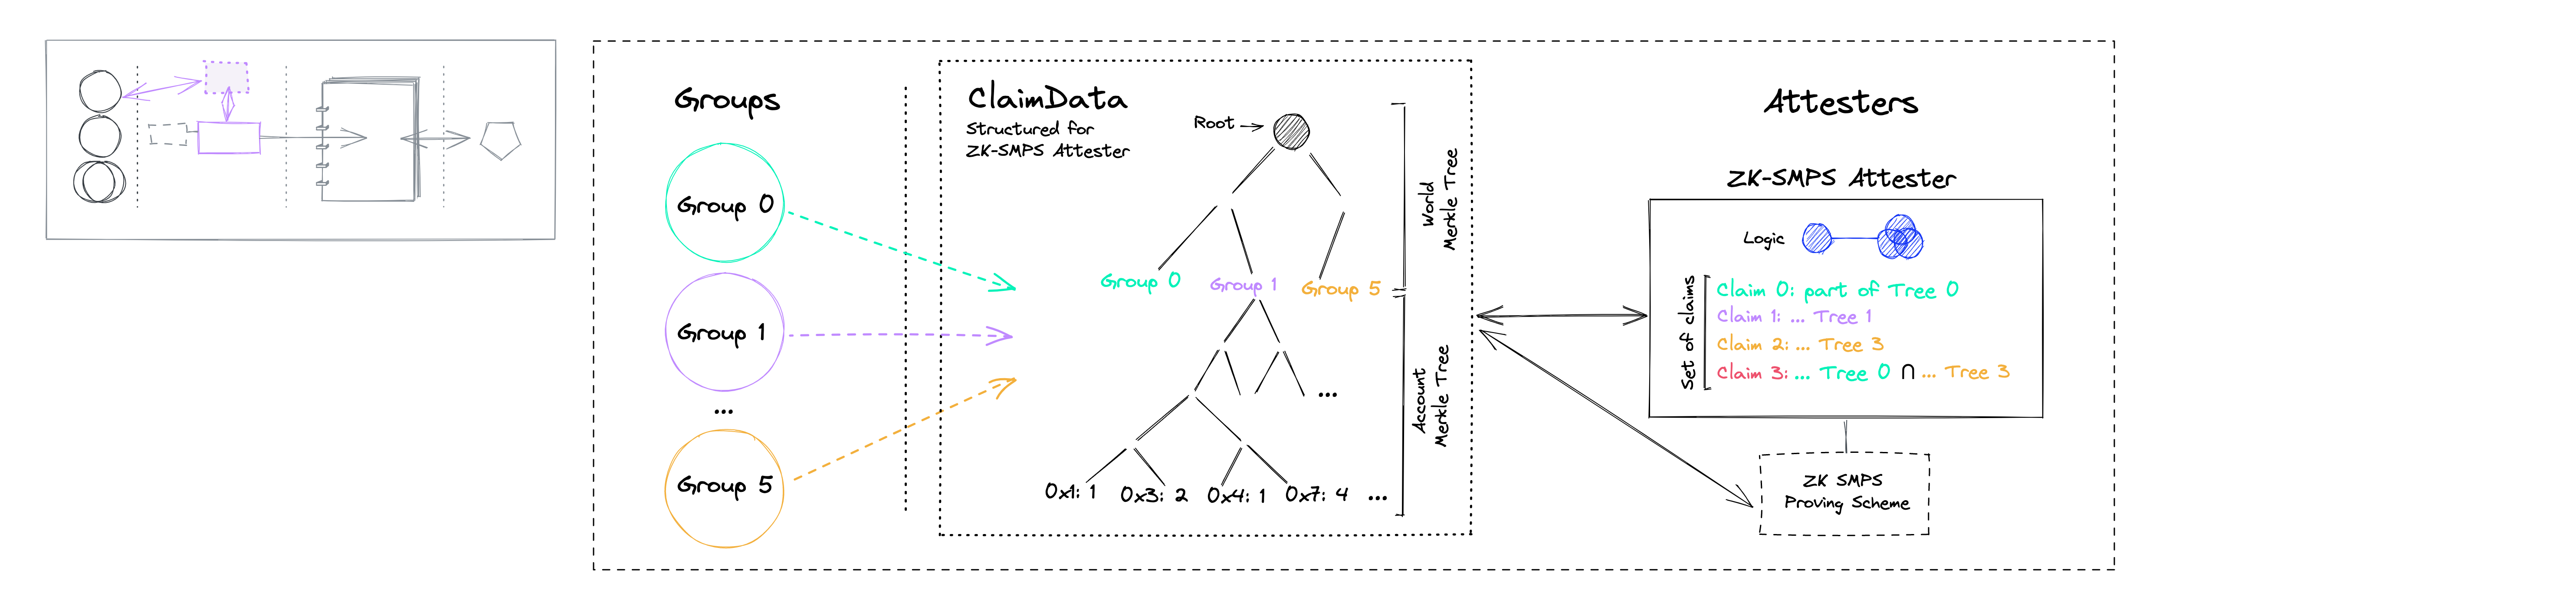 Groups
Group 0
Group 1
...
Group 5
ClaimData
Structured for
ZK-SMPS Attester
Root
Group 0
Group 1
Group 5
...
0x1: 1
0x3: 2
0x4: 1
0x7: 4
...
World
Merkle Tree
Account
Merkle Tree
Attesters
ZK-SMPS Attester
Logic
Set of claims
Claim 0: part of Tree 0
Claim 1: ... Tree 1
Claim 2: ... Tree 3
Claim 3: ... Tree 0 ∩ ... Tree 3
ZK SMPS
Proving Scheme